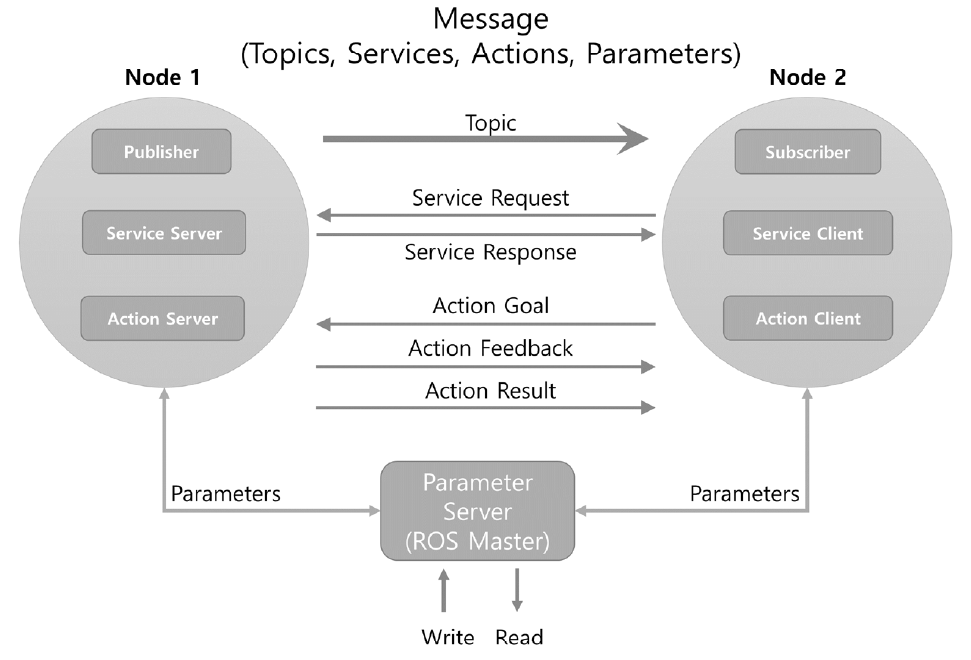 Message
(Topics, Services, Actions, Parameters)
Node 1
Node 2
Publisher
Topic
Subscriber
Service Request
Service Server
Service Client
Service Response
Action Goal
Action Server
Action Client
Action Feedback
Action Result
Parameters
Parameter
Server
(ROS Master)
Parameters
Write
Read